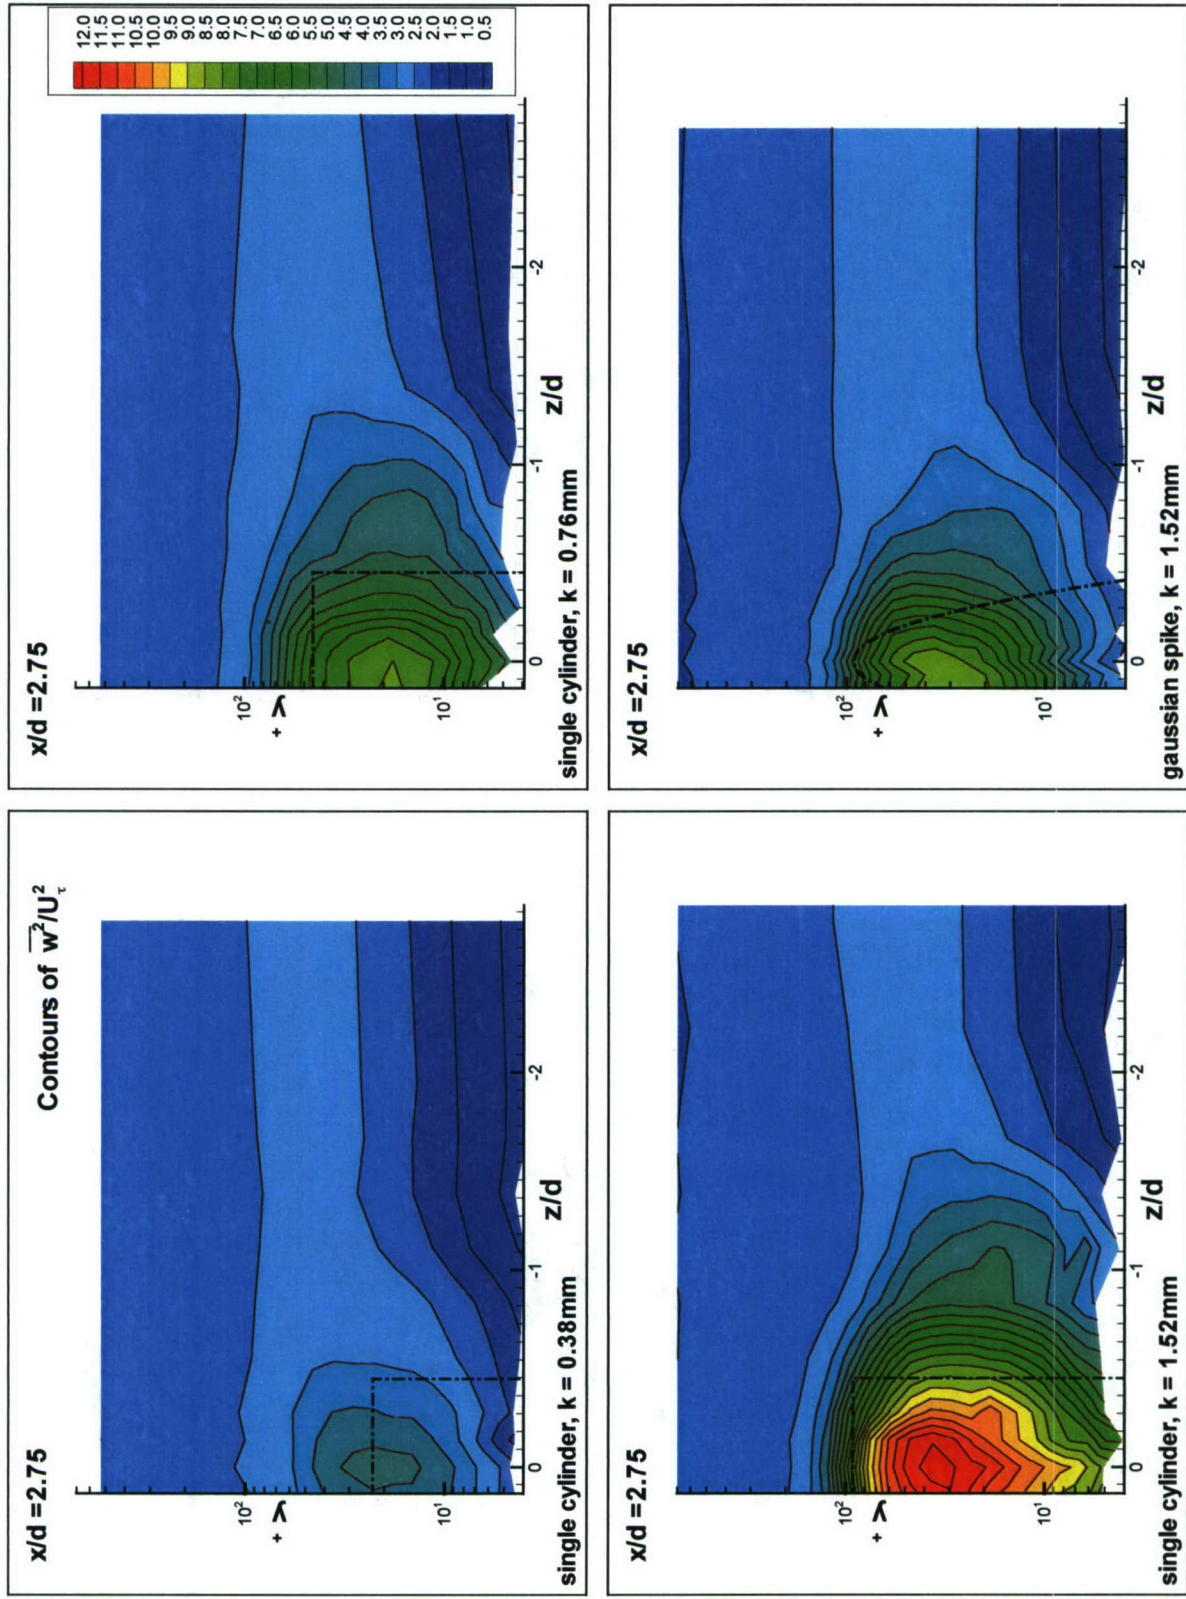 x/d =2.75
Contours of w²/U²τ
10²
y+
10¹
0
-1
-2
z/d
single cylinder, k = 0.38mm
x/d =2.75
12.0
11.5
11.0
10.5
10.0
9.5
9.0
8.5
8.0
7.5
7.0
6.5
6.0
5.5
5.0
4.5
4.0
3.5
3.0
2.5
2.0
1.5
1.0
0.5
10²
y+
10¹
0
-1
-2
z/d
single cylinder, k = 0.76mm
x/d =2.75
10²
y+
10¹
0
-1
-2
z/d
single cylinder, k = 1.52mm
x/d =2.75
10²
y+
10¹
0
-1
-2
z/d
gaussian spike, k = 1.52mm